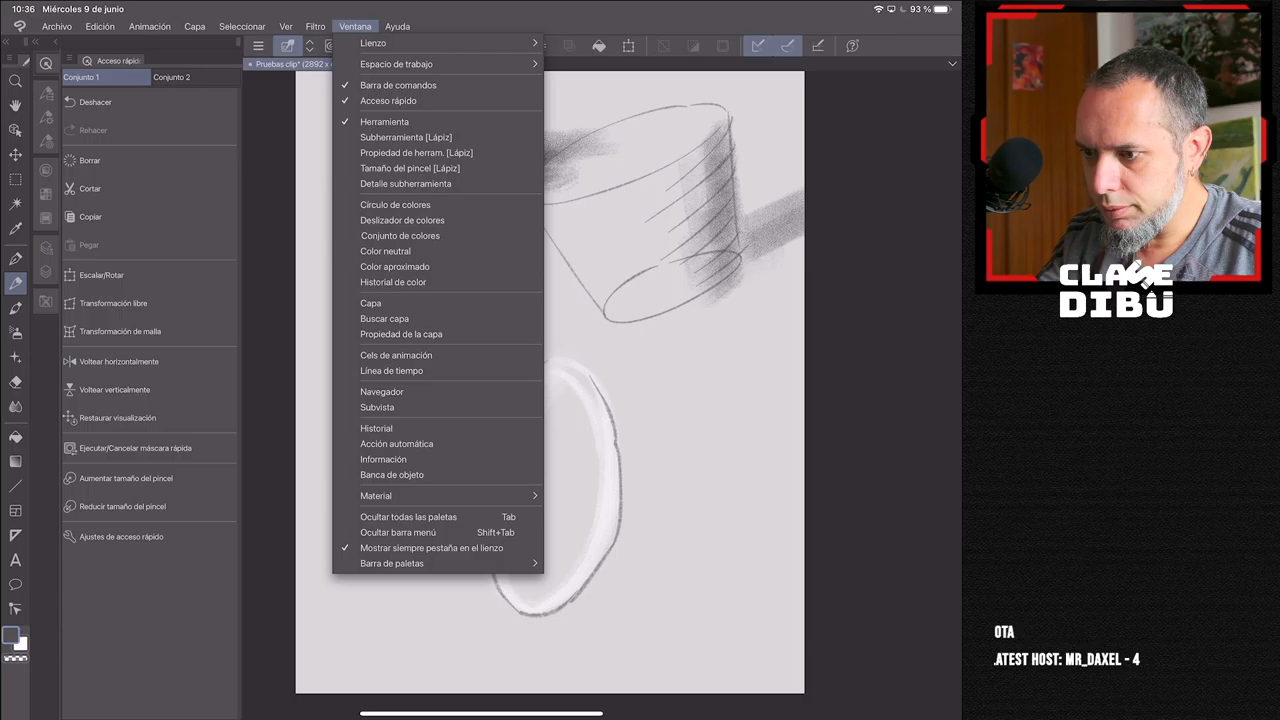 10:36 Miércoles 9 de junio
93 %
Archivo Edición Animación Capa Seleccionar Ver Filtro Ventana Ayuda
Acceso rápid
Pruebas clip* (2892 x
Conjunto 1 Conjunto 2
Deshacer
Rehacer
Borrar
Cortar
Copiar
Pegar
Escalar/Rotar
Transformación libre
Transformación de malla
Voltear horizontalmente
Voltear verticalmente
Restaurar visualización
Ejecutar/Cancelar máscara rápida
Aumentar tamaño del pincel
Reducir tamaño del pincel
Ajustes de acceso rápido
Lienzo
Espacio de trabajo
Barra de comandos
Acceso rápido
Herramienta
Subherramienta [Lápiz]
Propiedad de herram. [Lápiz]
Tamaño del pincel [Lápiz]
Detalle subherramienta
Círculo de colores
Deslizador de colores
Conjunto de colores
Color neutral
Color aproximado
Historial de color
Capa
Buscar capa
Propiedad de la capa
Cels de animación
Línea de tiempo
Navegador
Subvista
Historial
Acción automática
Información
Banca de objeto
Material
Ocultar todas las paletas Tab
Ocultar barra menú Shift+Tab
Mostrar siempre pestaña en el lienzo
Barra de paletas
CLASE
DIBU
OTA
.ATEST HOST: MR_DAXEL - 4